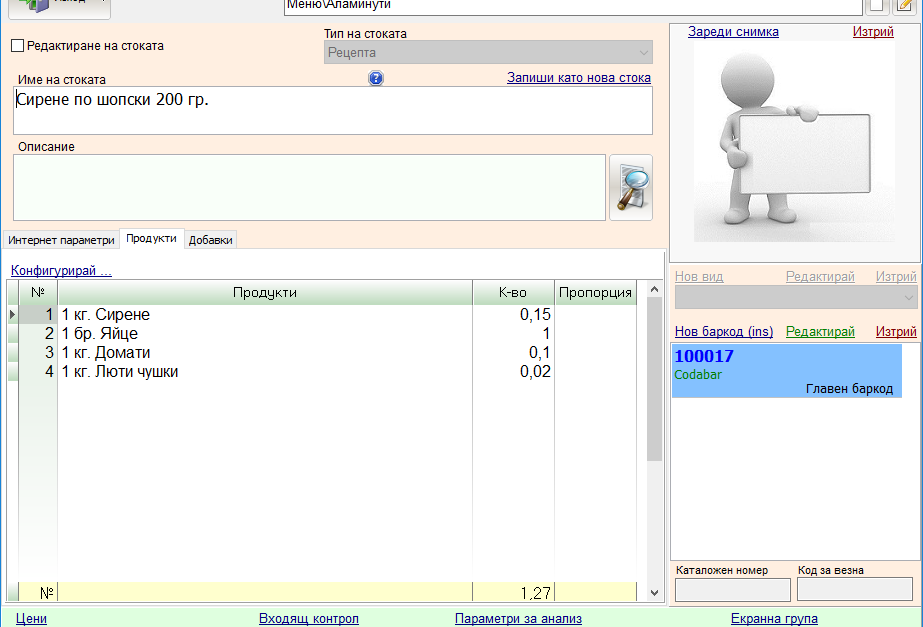 Меню\Аламинути
Редактиране на стоката
Тип на стоката
Рецепта
Име на стоката
Запиши като нова стока
Сирене по шопски 200 гр.
Описание
Интернет параметри Продукти Добавки
Конфигурирай ...
№ Продукти К-во Пропорция
1 1 кг. Сирене 0,15
2 1 бр. Яйце 1
3 1 кг. Домати 0,1
4 1 кг. Люти чушки 0,02
№ 1,27
Зареди снимка Изтрий
Нов вид Редактирай Изтрий
Нов баркод (ins) Редактирай Изтрий
100017
Codabar
Главен баркод
Каталожен номер Код за везна
Цени Входящ контрол Параметри за анализ Екранна група